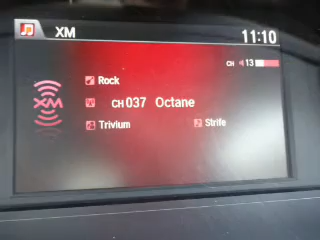 XM 11:10
CH 13
Rock
XM
CH 037 Octane
Trivium Strife